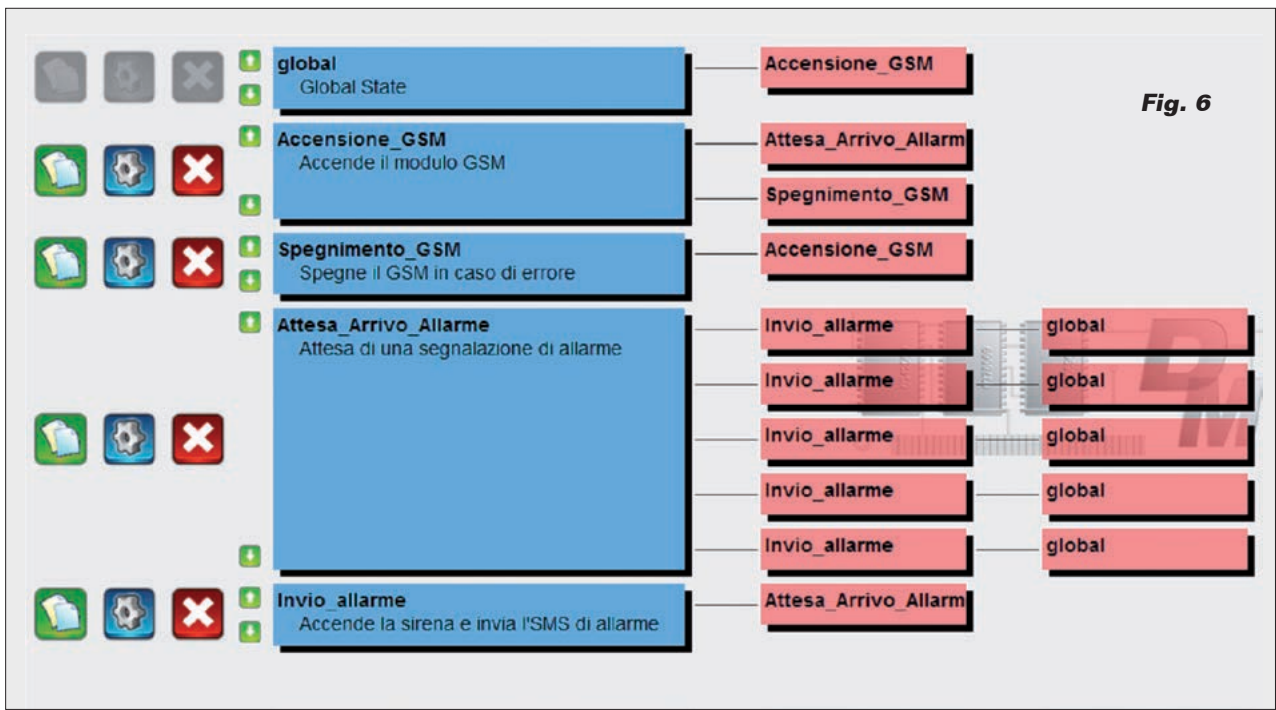 global
Global State
Accensione_GSM
Fig. 6
Accensione_GSM
Accende il modulo GSM
Attesa_Arrivo_Allarm
Spegnimento_GSM
Spegnimento_GSM
Spegne il GSM in caso di errore
Accensione_GSM
Attesa_Arrivo_Allarme
Attesa di una segnalazione di allarme
Invio_allarme
global
Invio_allarme
global
Invio_allarme
global
Invio_allarme
global
Invio_allarme
global
DM
Invio_allarme
Accende la sirena e invia l'SMS di allarme
Attesa_Arrivo_Allarm